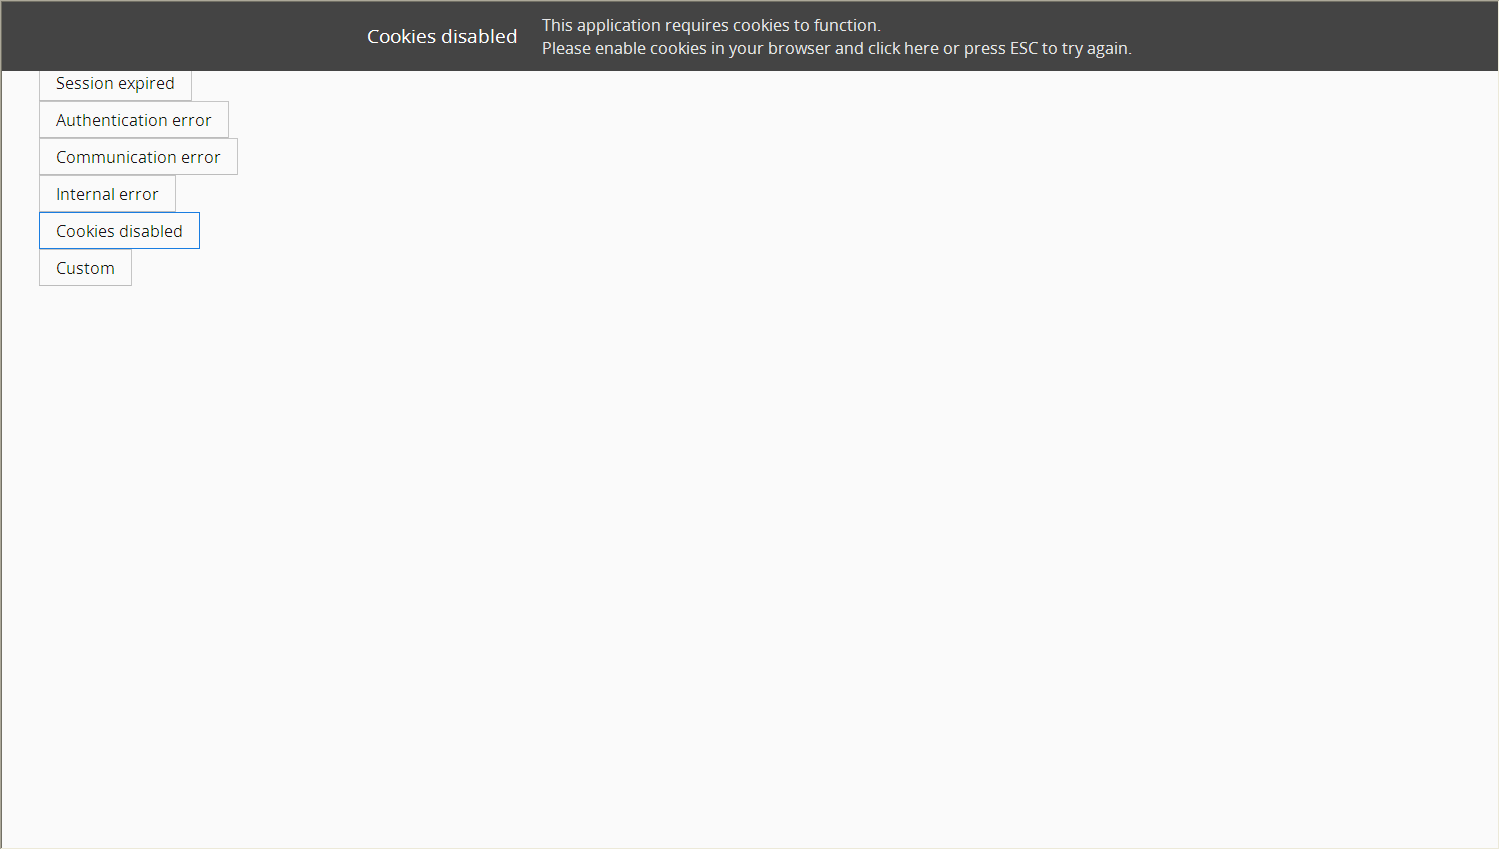 Cookies disabled
This application requires cookies to function.
Please enable cookies in your browser and click here or press ESC to try again.
Session expired
Authentication error
Communication error
Internal error
Cookies disabled
Custom